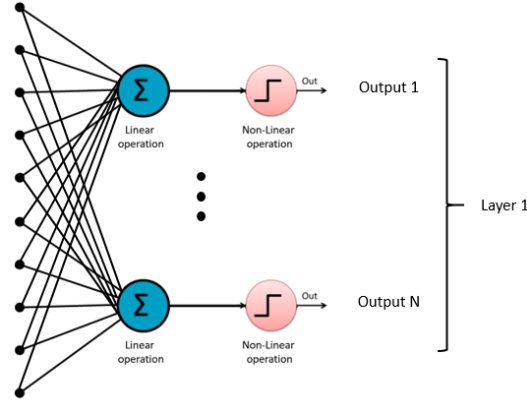 Σ
Out
Output 1
Linear
operation
Non-Linear
operation
Layer 1
Σ
Out
Output N
Linear
operation
Non-Linear
operation